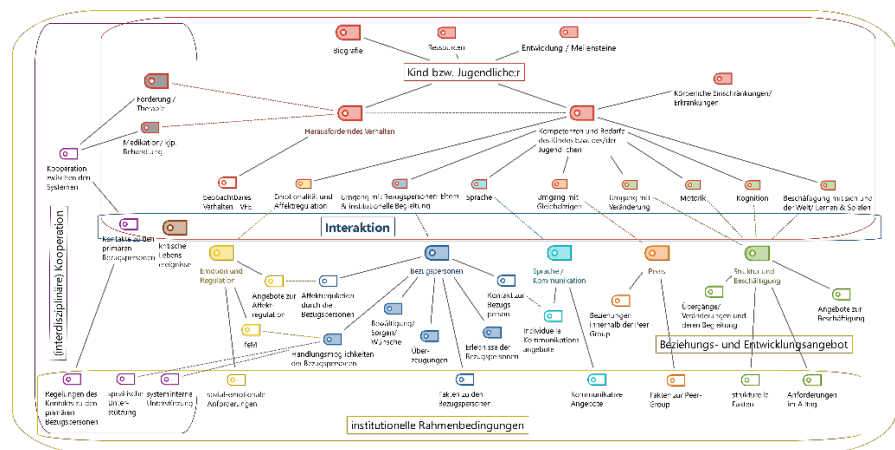 Biografie
Ressourcen
Entwicklung / Meilensteine
Kind bzw. Jugendliche:r
Förderung /
Therapie
Körperliche Einschränkungen/
Erkrankungen
Herausforderndes Verhalten
Kompetenzen und Bedarfe
des Kindes bzw. des/der
Jugendlichen
Medikation/ kjp.
Behandlung
Kooperation
zwischen den
Systemen
beobachtbares
Verhalten VFE
Emotionalität und
Affektregulation
Umgang mit Bezugspersonen: Eltern
& institutionelle Begleitung
Sprache
Umgang mit
Gleichaltrigen
Umgang mit
Veränderung
Motorik
Kognition
Beschäftigung mit sich und
der Welt/ Lernen & Spielen
(interdisziplinäre) Kooperation
Interaktion
Kontakte zu den
primären
Bezugspersonen
kritische
Lebens
ereignisse
Emotion und
Regulation
Bezugspersonen
Sprache/
Kommunikation
Peers
Struktur und
Beschäftigung
Angebote zur
Affekt-
regulation
Affektregulation
durch die
Bezugspersonen
Kontakt zur
Bezugs
person
Beziehungen
innerhalb der Peer
Group
Übergänge/
Veränderungen und
deren Begleitung
Angebote zur
Beschäftigung
Bewältigung/
Sorgen/
Wünsche
feM
Handlungsmöglichkeiten
der Bezugspersonen
Über-
zeugungen
Erlebnisse der
Bezugspersonen
Individuelle
Kommunikations
angebote
Beziehungs- und Entwicklungsangebot
Regelungen des
Kontakts zu den
primären
Bezugspersonen
spezifische
Unter-
stützung
systeminterne
Unterstützung
sozial-emotionale
Anforderungen
Fakten zu den
Bezugspersonen
Kommunikative
Angebote
Fakten zur Peer-
Group
strukturelle
Fakten
Anforderungen
im Alltag
institutionelle Rahmenbedingungen